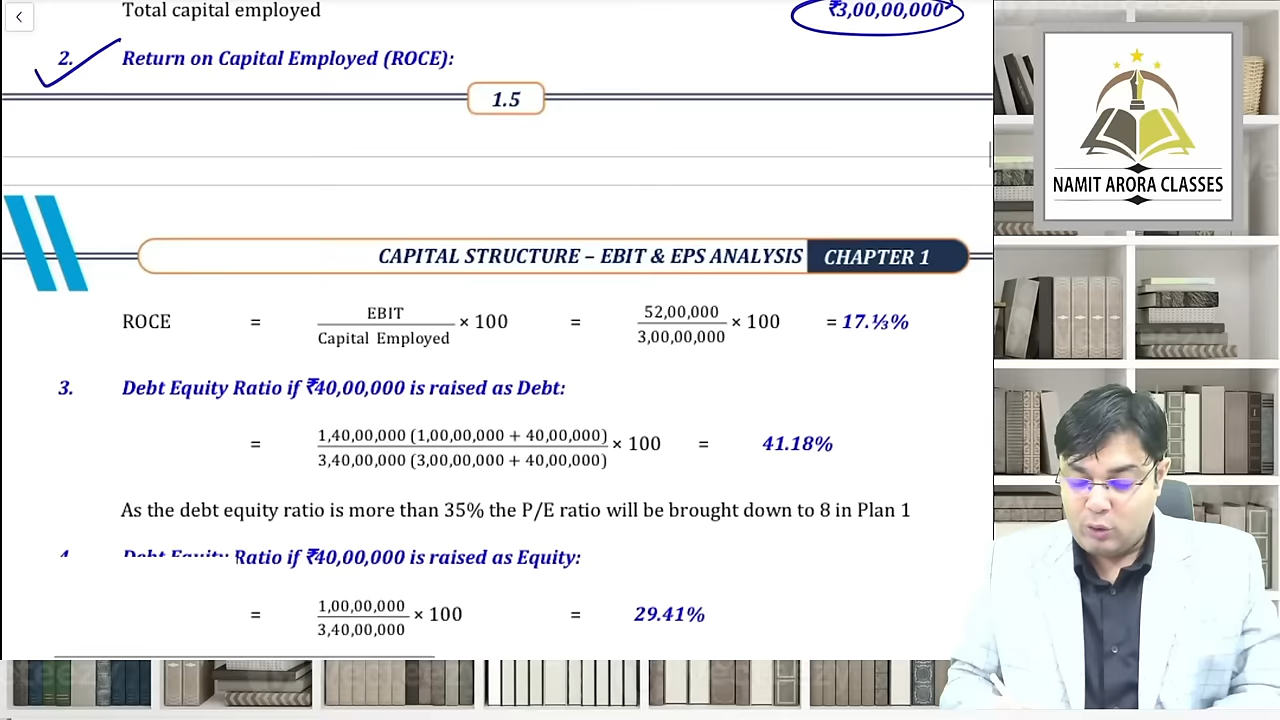 Total capital employed ₹3,00,00,000
2. Return on Capital Employed (ROCE):
1.5
NAMIT ARORA CLASSES
CAPITAL STRUCTURE – EBIT & EPS ANALYSIS CHAPTER 1
ROCE = EBIT / Capital Employed × 100 = 52,00,000 / 3,00,00,000 × 100 = 17.⅓%
3. Debt Equity Ratio if ₹40,00,000 is raised as Debt:
= 1,40,00,000 (1,00,00,000 + 40,00,000) / 3,40,00,000 (3,00,00,000 + 40,00,000) × 100 = 41.18%
As the debt equity ratio is more than 35% the P/E ratio will be brought down to 8 in Plan 1
4. Debt Equity Ratio if ₹40,00,000 is raised as Equity:
= 1,00,00,000 / 3,40,00,000 × 100 = 29.41%